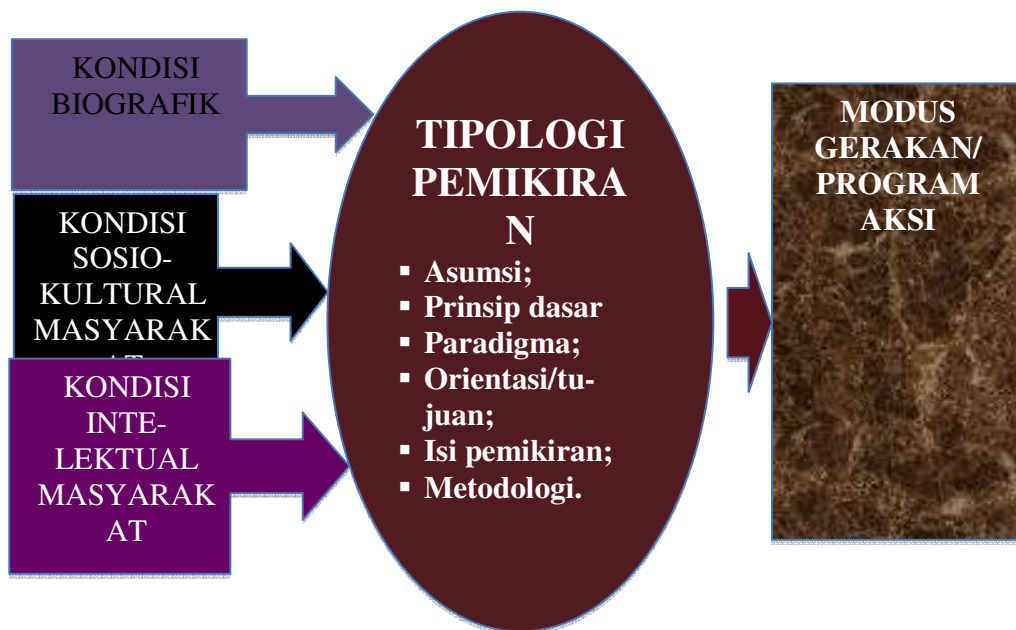 KONDISI
BIOGRAFIK
KONDISI
SOSIO-
KULTURAL
MASYARAK
AT
KONDISI
INTE-
LEKTUAL
MASYARAK
AT
TIPOLOGI
PEMIKIRA
N
▪ Asumsi;
▪ Prinsip dasar
▪ Paradigma;
▪ Orientasi/tu-
juan;
▪ Isi pemikiran;
▪ Metodologi.
MODUS
GERAKAN/
PROGRAM
AKSI